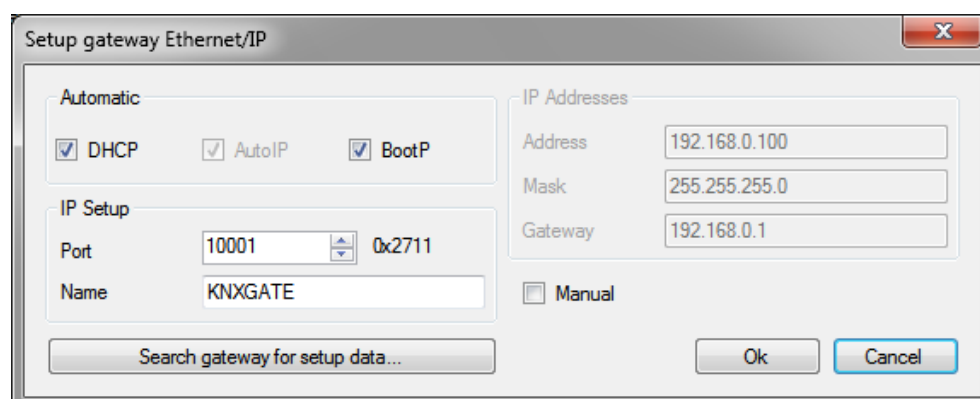 Setup gateway Ethernet/IP
Automatic
DHCP
AutoIP
BootP
IP Setup
Port
10001
0x2711
Name
KNXGATE
Search gateway for setup data...
IP Addresses
Address
192.168.0.100
Mask
255.255.255.0
Gateway
192.168.0.1
Manual
Ok
Cancel